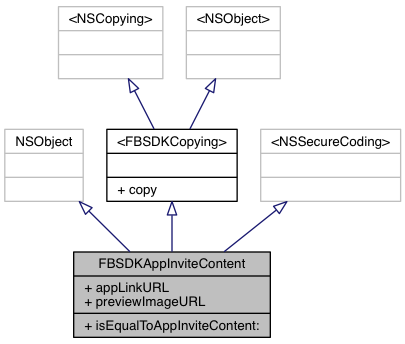 <NSCopying>
<NSObject>
NSObject
<FBSDKCopying>
<NSSecureCoding>
+ copy
FBSDKAppInviteContent
+ appLinkURL
+ previewImageURL
+ isEqualToAppInviteContent: